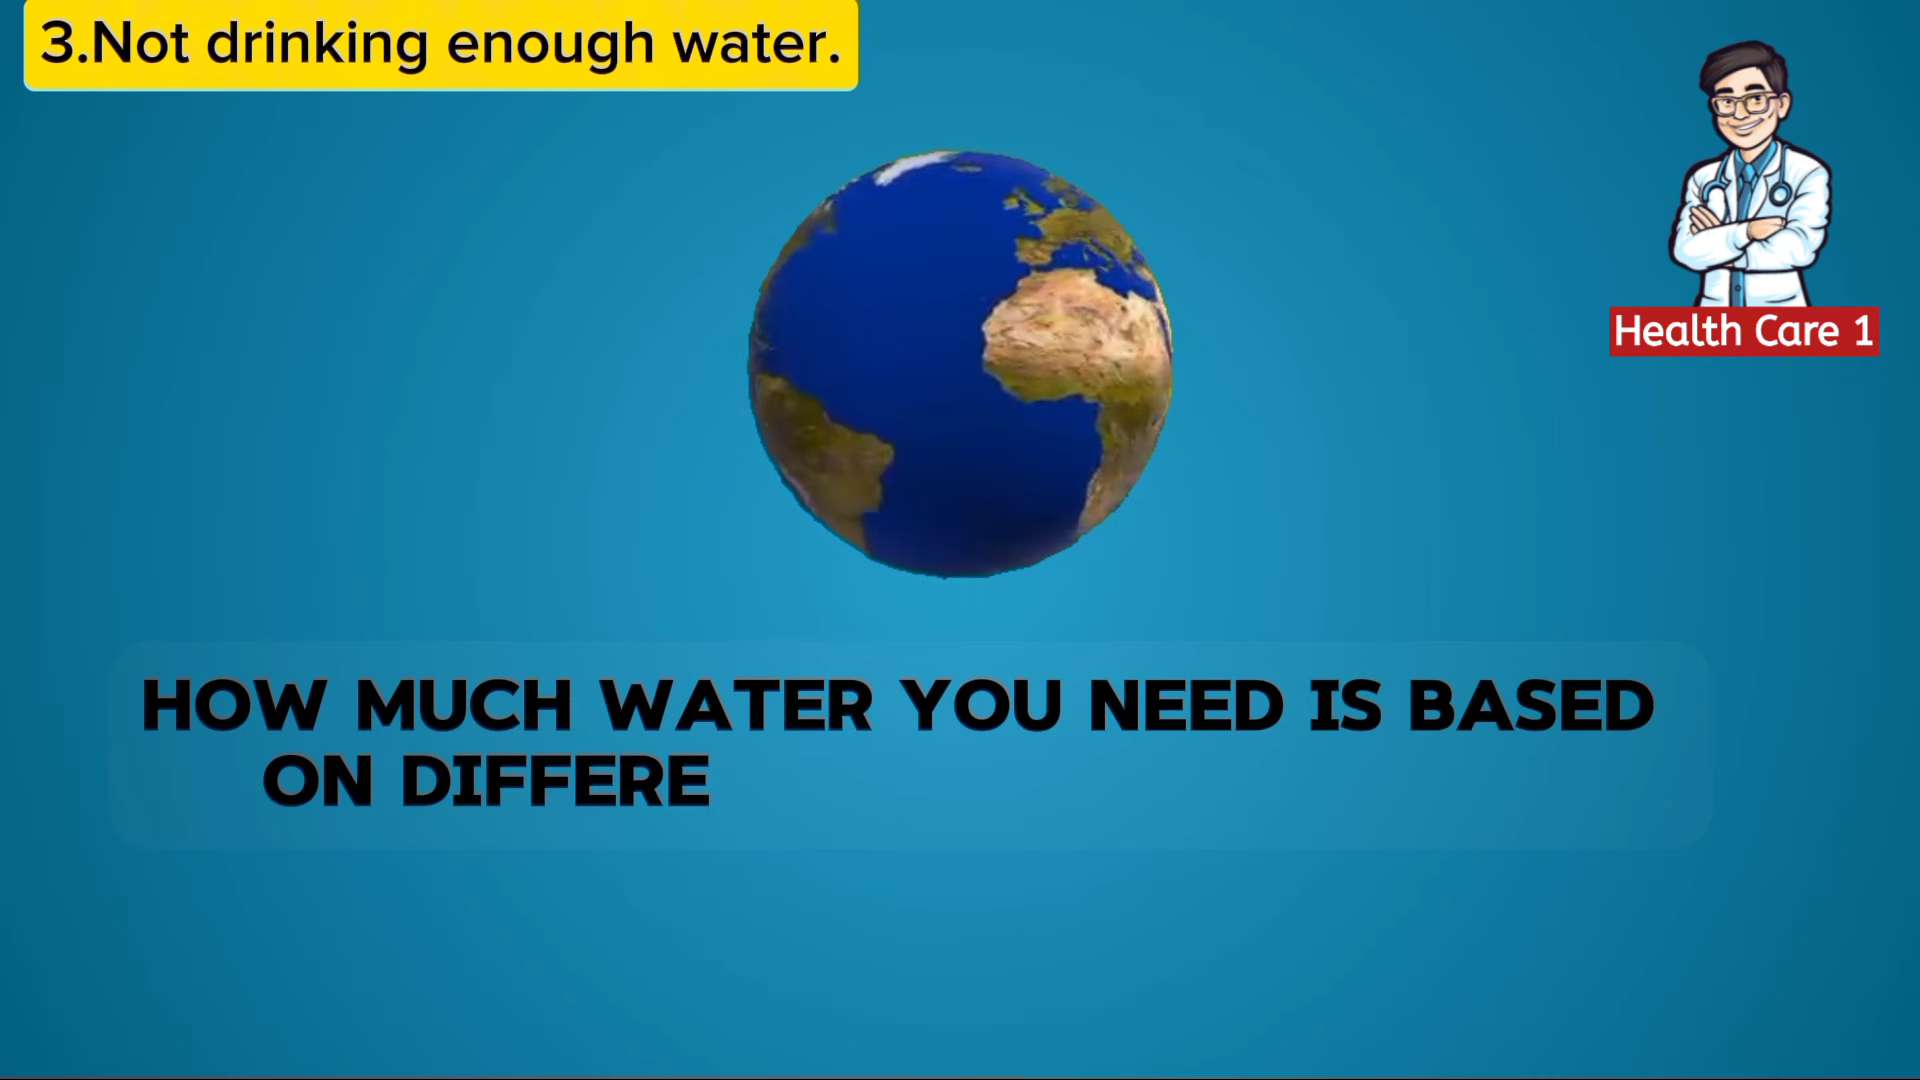 3.Not drinking enough water.
Health Care 1
HOW MUCH WATER YOU NEED IS BASED
ON DIFFERE